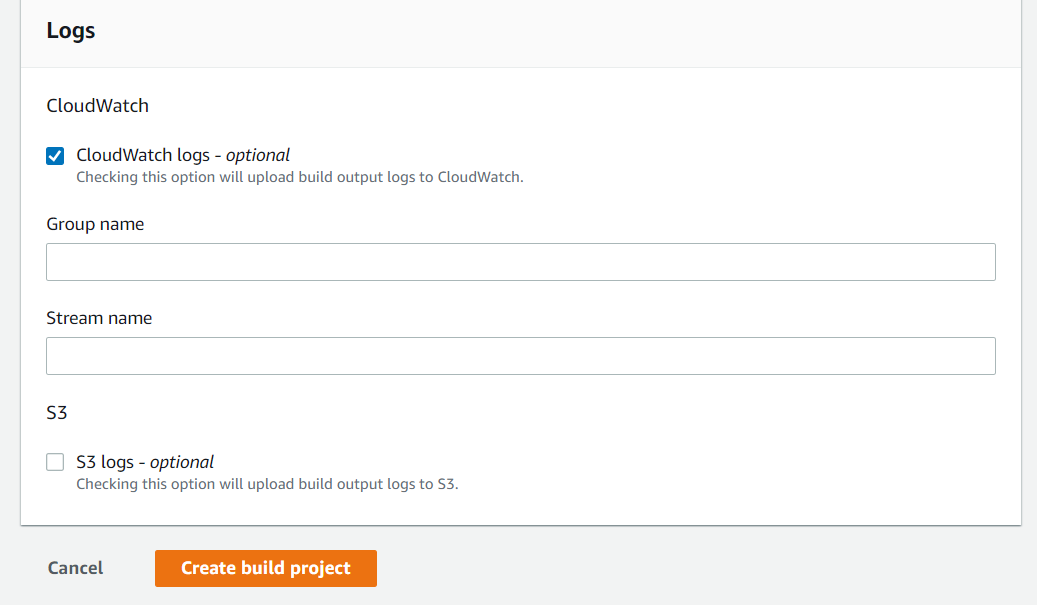 Logs
CloudWatch
CloudWatch logs - optional
Checking this option will upload build output logs to CloudWatch.
Group name
Stream name
S3
S3 logs - optional
Checking this option will upload build output logs to S3.
Cancel
Create build project